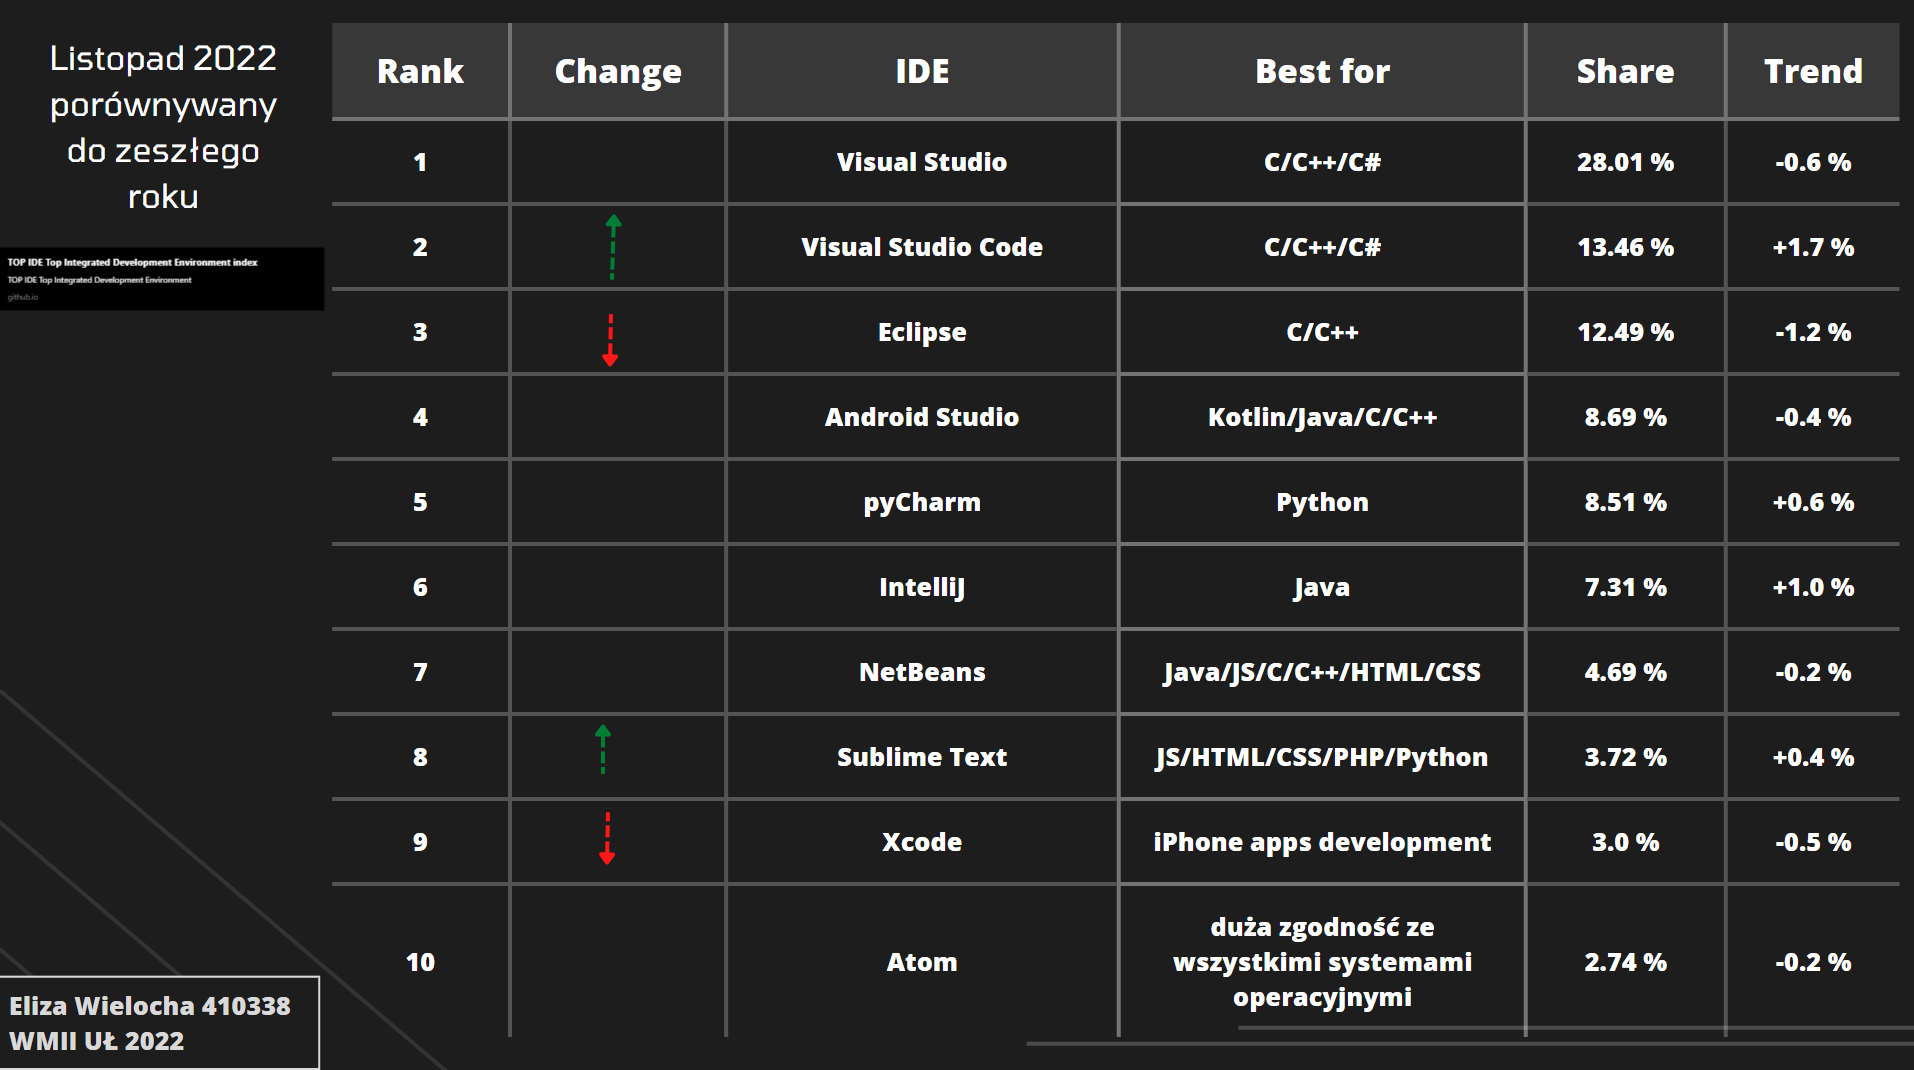 Listopad 2022
porównywany
do zeszłego
roku
TOP IDE Top Integrated Development Environment index
TOP IDE Top Integrated Development Environment
github.io
Rank Change IDE Best for Share Trend
1 Visual Studio C/C++/C# 28.01 % -0.6 %
2 Visual Studio Code C/C++/C# 13.46 % +1.7 %
3 Eclipse C/C++ 12.49 % -1.2 %
4 Android Studio Kotlin/Java/C/C++ 8.69 % -0.4 %
5 pyCharm Python 8.51 % +0.6 %
6 IntelliJ Java 7.31 % +1.0 %
7 NetBeans Java/JS/C/C++/HTML/CSS 4.69 % -0.2 %
8 Sublime Text JS/HTML/CSS/PHP/Python 3.72 % +0.4 %
9 Xcode iPhone apps development 3.0 % -0.5 %
duża zgodność ze
10 Atom wszystkimi systemami 2.74 % -0.2 %
operacyjnymi
Eliza Wielocha 410338
WMII UŁ 2022